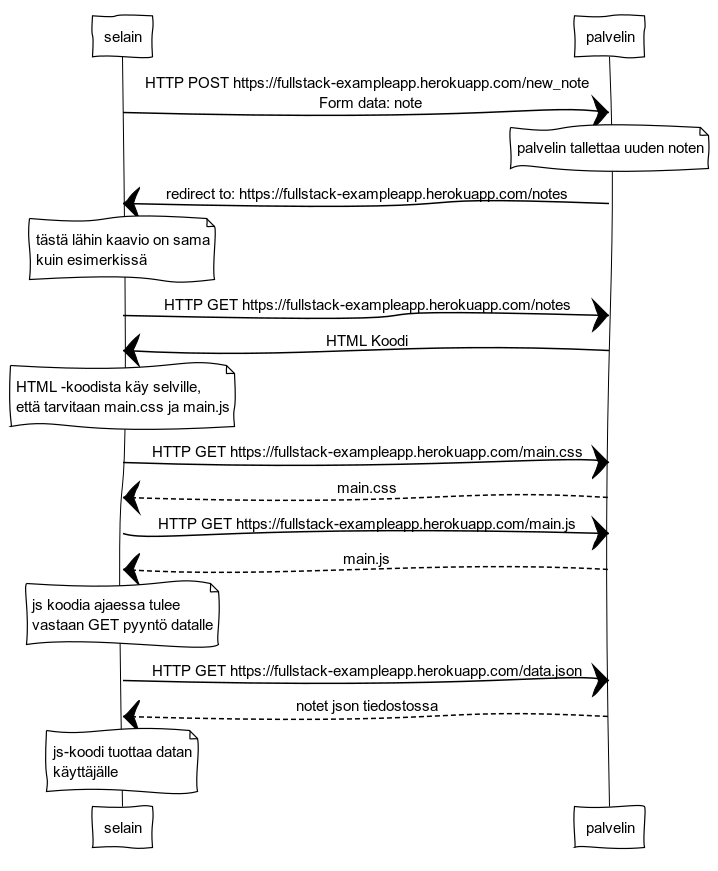 selain
palvelin
HTTP POST https://fullstack-exampleapp.herokuapp.com/new_note
Form data: note
palvelin tallettaa uuden noten
redirect to: https://fullstack-exampleapp.herokuapp.com/notes
tästä lähin kaavio on sama
kuin esimerkissä
HTTP GET https://fullstack-exampleapp.herokuapp.com/notes
HTML Koodi
HTML -koodista käy selville,
että tarvitaan main.css ja main.js
HTTP GET https://fullstack-exampleapp.herokuapp.com/main.css
main.css
HTTP GET https://fullstack-exampleapp.herokuapp.com/main.js
main.js
js koodia ajaessa tulee
vastaan GET pyyntö datalle
HTTP GET https://fullstack-exampleapp.herokuapp.com/data.json
notet json tiedostossa
js-koodi tuottaa datan
käyttäjälle
selain
palvelin